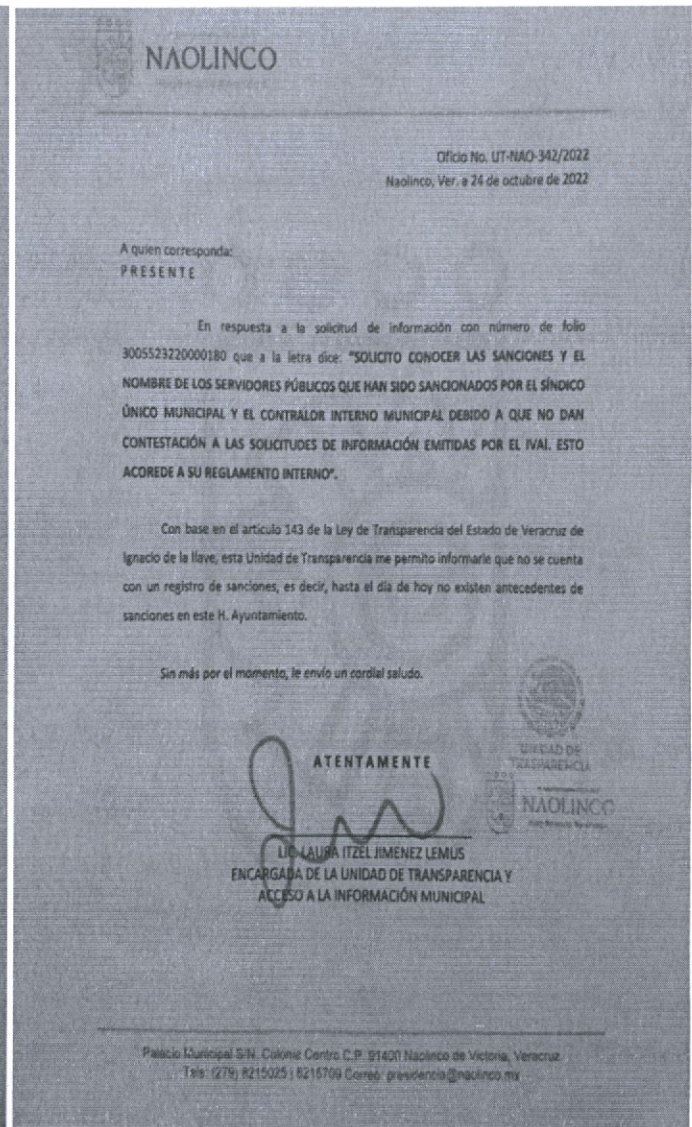 NAOLINCO
Oficio No. UT-NAO-342/2022
Naolinco, Ver. a 24 de octubre de 2022
A quien corresponda:
PRESENTE
En respuesta a la solicitud de información con número de folio
3005523220000180 que a la letra dice: "SOLICITO CONOCER LAS SANCIONES Y EL
NOMBRE DE LOS SERVIDORES PÚBLICOS QUE HAN SIDO SANCIONADOS POR EL SÍNDICO
ÚNICO MUNICIPAL Y EL CONTRALOR INTERNO MUNICIPAL DEBIDO A QUE NO DAN
CONTESTACIÓN A LAS SOLICITUDES DE INFORMACIÓN EMITIDAS POR EL IVAI. ESTO
ACOREDE A SU REGLAMENTO INTERNO".
Con base en el artículo 143 de la Ley de Transparencia del Estado de Veracruz de
Ignacio de la llave, esta Unidad de Transparencia me permito informarle que no se cuenta
con un registro de sanciones, es decir, hasta el día de hoy no existen antecedentes de
sanciones en este H. Ayuntamiento.
Sin más por el momento, le envío un cordial saludo.
ATENTAMENTE
UNIDAD DE
TRASPARENCIA
NAOLINCO
LIC. LAURA ITZEL JIMENEZ LEMUS
ENCARGADA DE LA UNIDAD DE TRANSPARENCIA Y
ACCESO A LA INFORMACIÓN MUNICIPAL
Palacio Municipal S/N. Colonia Centro C.P. 91400 Naolinco de Victoria, Veracruz
Tels: (279) 8215025 | 8215709 Correo: presidencia@naolinco.mx